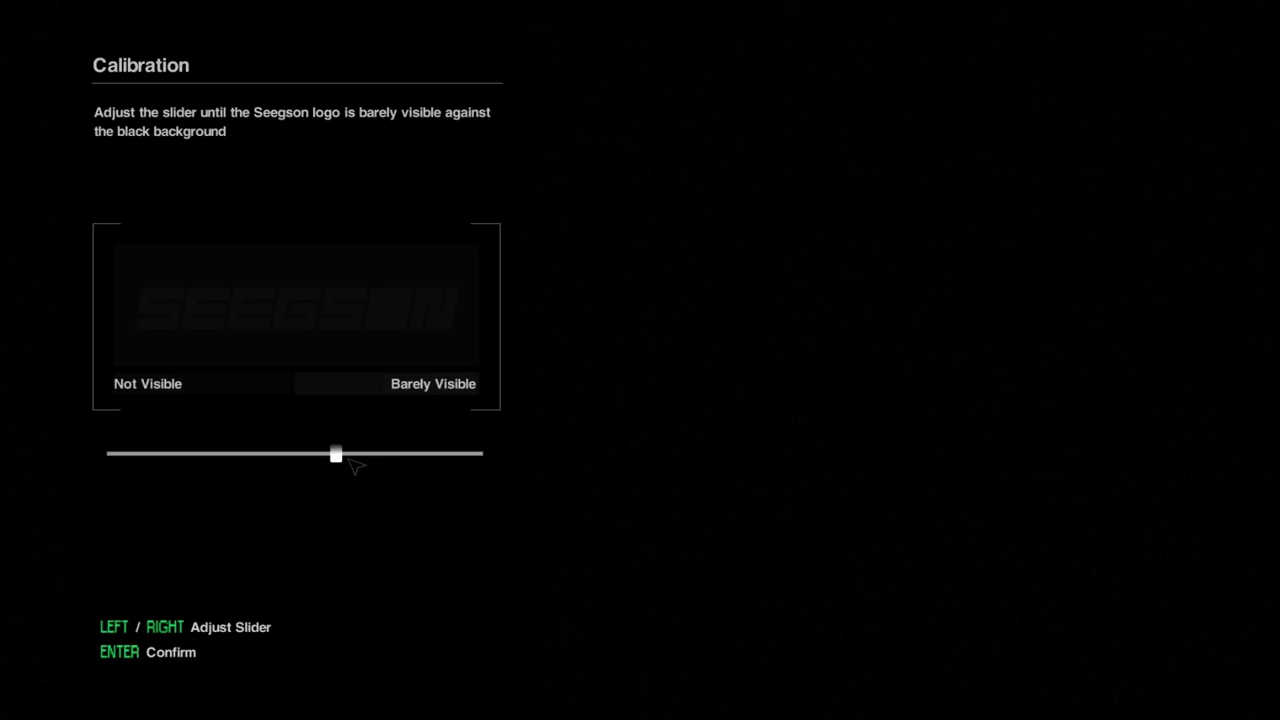 Calibration
Adjust the slider until the Seegson logo is barely visible against
the black background
SEEGSON
Not Visible
Barely Visible
LEFT / RIGHT Adjust Slider
ENTER Confirm